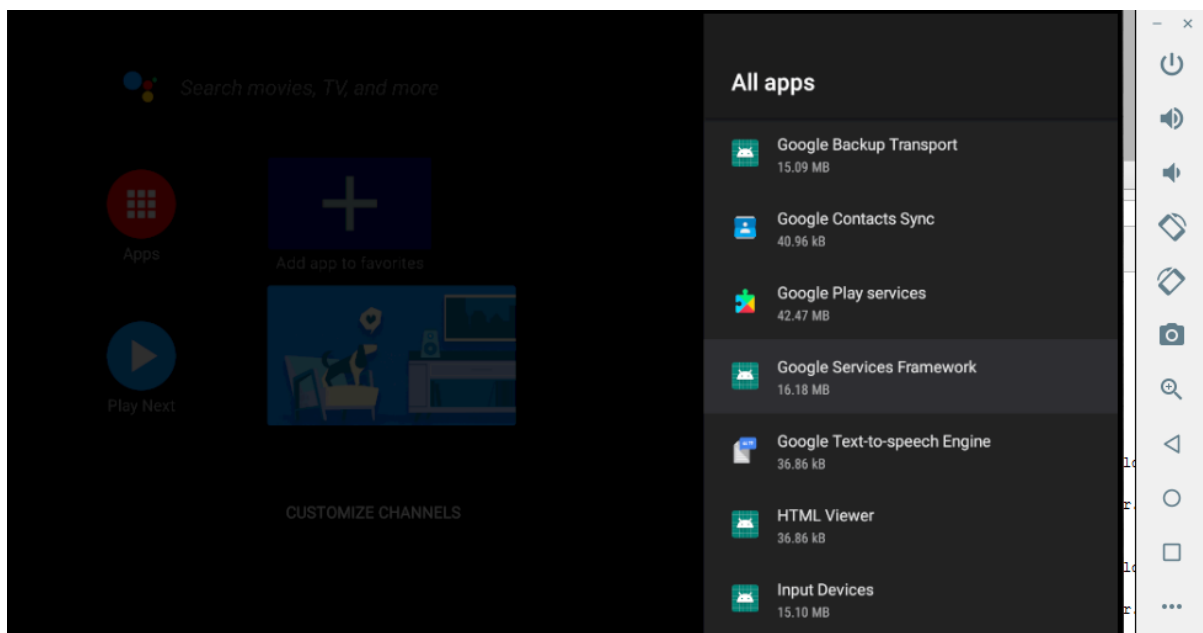 Search movies, TV, and more
Apps
Add app to favorites
Play Next
CUSTOMIZE CHANNELS
All apps
Google Backup Transport
15.09 MB
Google Contacts Sync
40.96 kB
Google Play services
42.47 MB
Google Services Framework
16.18 MB
Google Text-to-speech Engine
36.86 kB
HTML Viewer
36.86 kB
Input Devices
15.10 MB